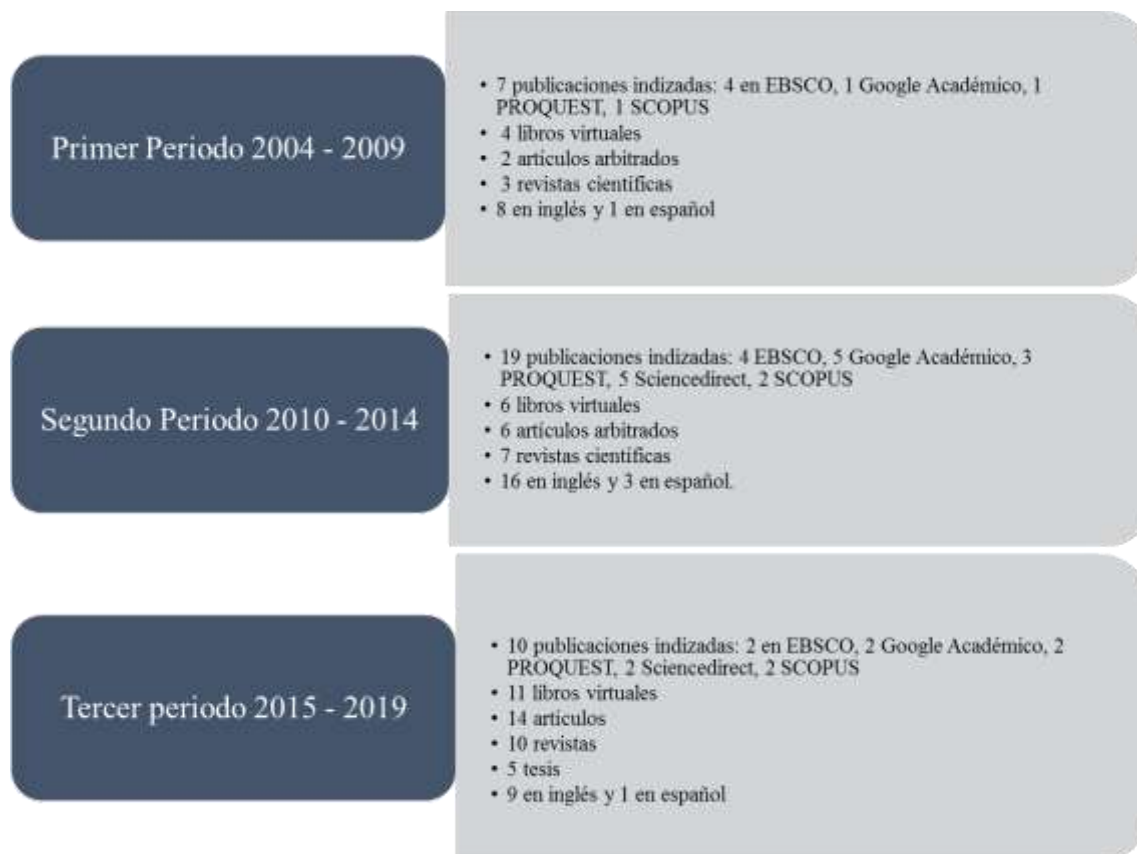 Primer Periodo 2004 - 2009
• 7 publicaciones indizadas: 4 en EBSCO, 1 Google Académico, 1
PROQUEST, 1 SCOPUS
• 4 libros virtuales
• 2 artículos arbitrados
• 3 revistas científicas
• 8 en inglés y 1 en español
Segundo Periodo 2010 - 2014
• 19 publicaciones indizadas: 4 EBSCO, 5 Google Académico, 3
PROQUEST, 5 Sciencedirect, 2 SCOPUS
• 6 libros virtuales
• 6 artículos arbitrados
• 7 revistas científicas
• 16 en inglés y 3 en español.
Tercer periodo 2015 - 2019
• 10 publicaciones indizadas: 2 en EBSCO, 2 Google Académico, 2
PROQUEST, 2 Sciencedirect, 2 SCOPUS
• 11 libros virtuales
• 14 artículos
• 10 revistas
• 5 tesis
• 9 en inglés y 1 en español